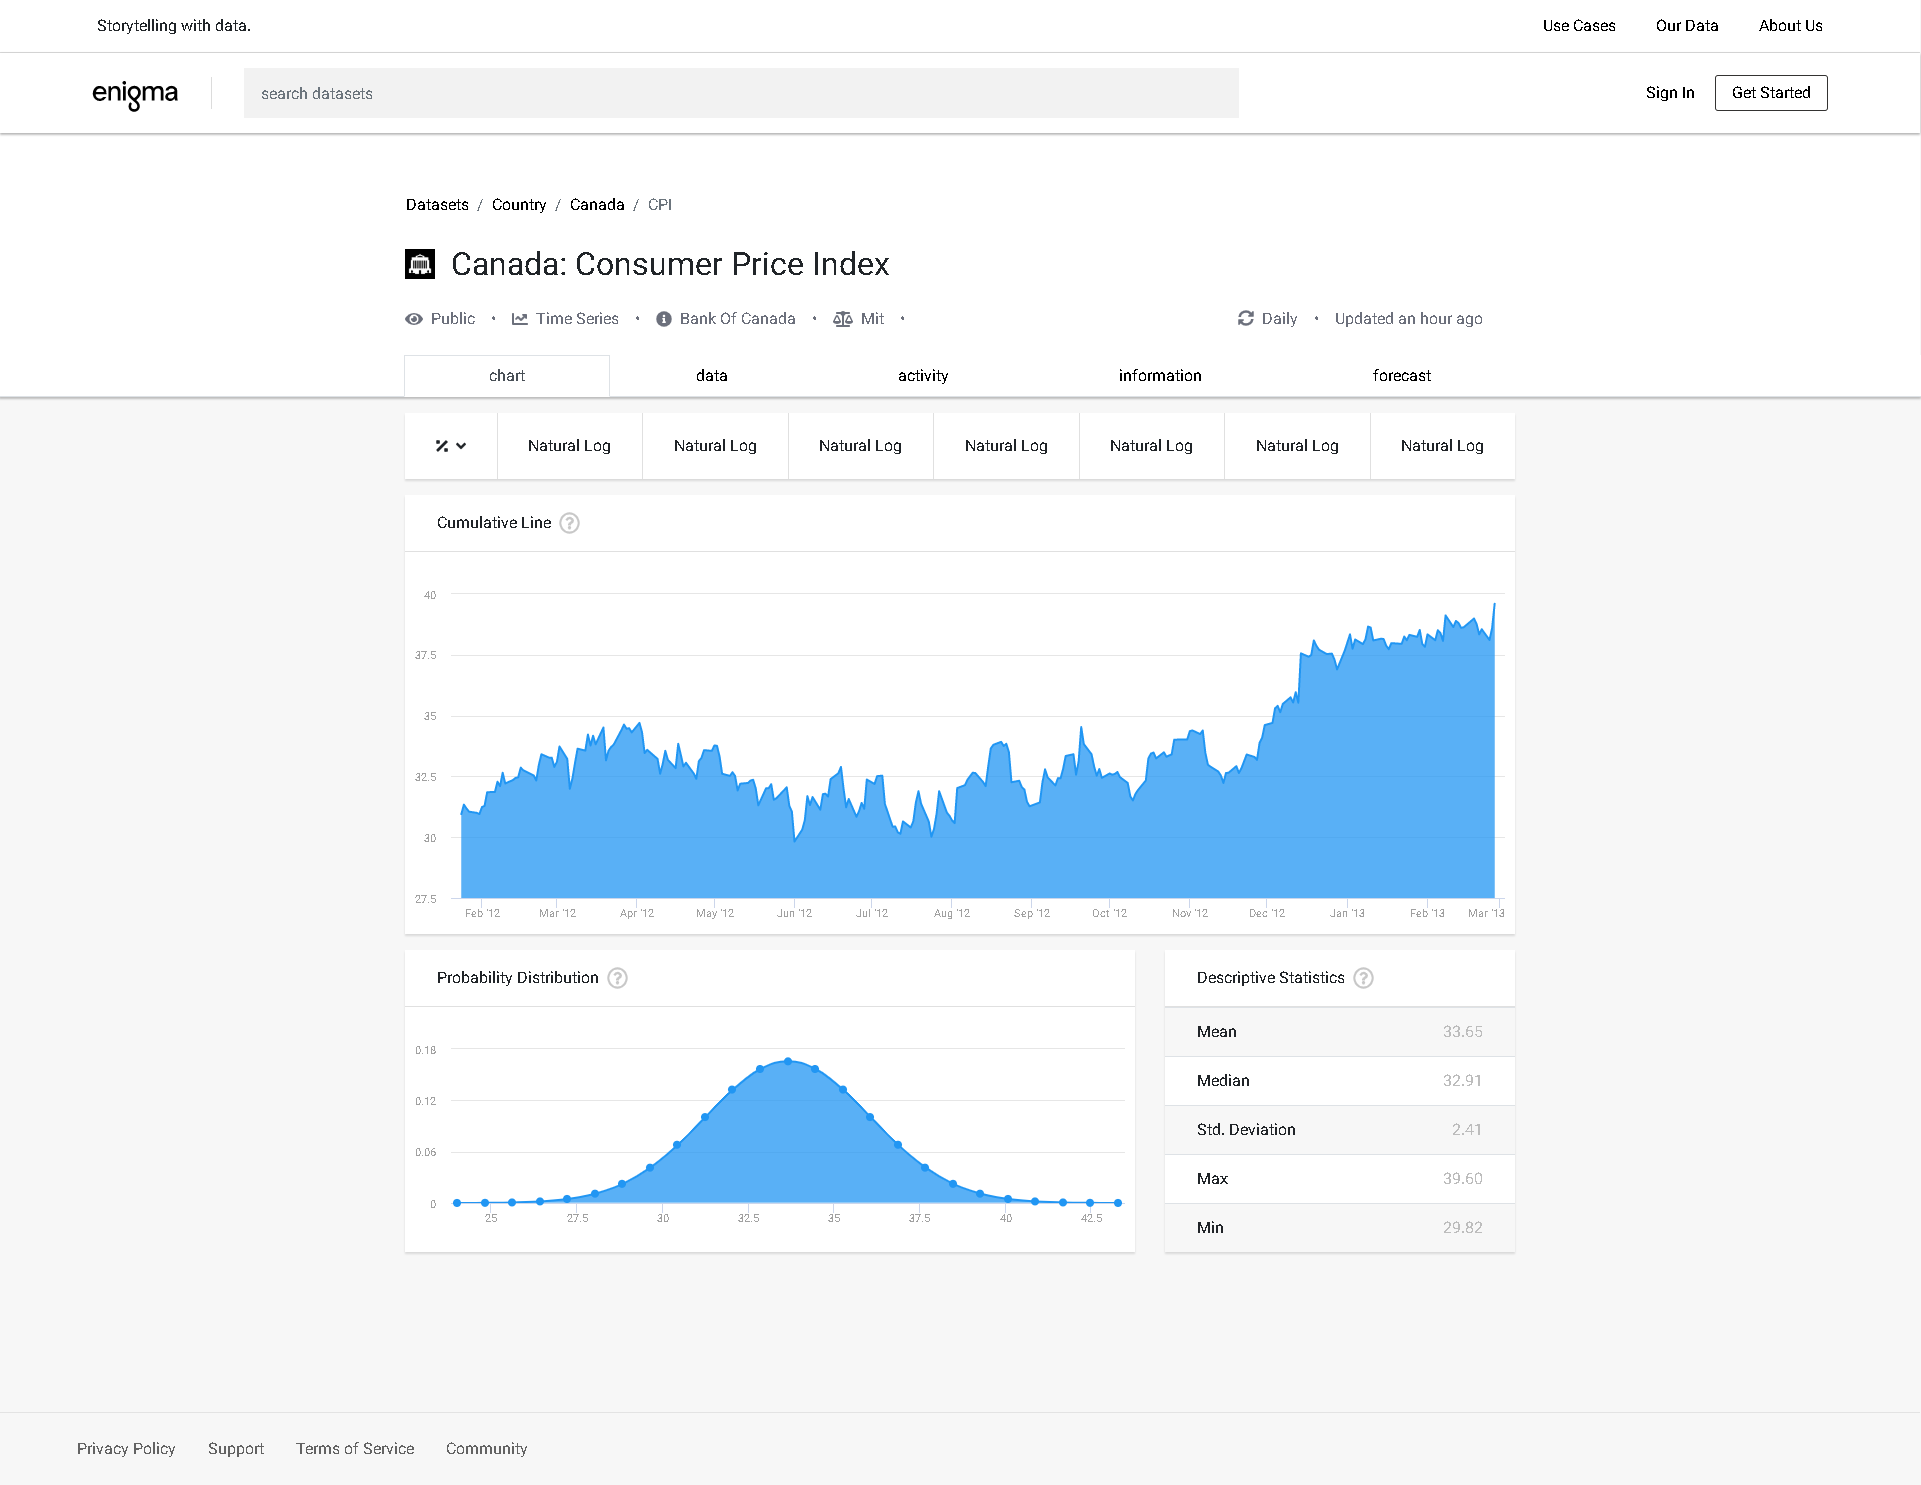 Storytelling with data.
Use Cases
Our Data
About Us
enigma
search datasets
Sign In
Get Started
Datasets / Country / Canada / CPI
Canada: Consumer Price Index
Public • Time Series • Bank Of Canada • Mit •
Daily • Updated an hour ago
chart
data
activity
information
forecast
% Natural Log Natural Log Natural Log Natural Log Natural Log Natural Log Natural Log
Cumulative Line ?
40
37.5
35
32.5
30
27.5
Feb '12 Mar '12 Apr '12 May '12 Jun '12 Jul '12 Aug '12 Sep '12 Oct '12 Nov '12 Dec '12 Jan '13 Feb '13 Mar '13
Probability Distribution ?
0.18
0.12
0.06
0
25 27.5 30 32.5 35 37.5 40 42.5
Descriptive Statistics ?
Mean 33.65
Median 32.91
Std. Deviation 2.41
Max 39.60
Min 29.82
Privacy Policy
Support
Terms of Service
Community